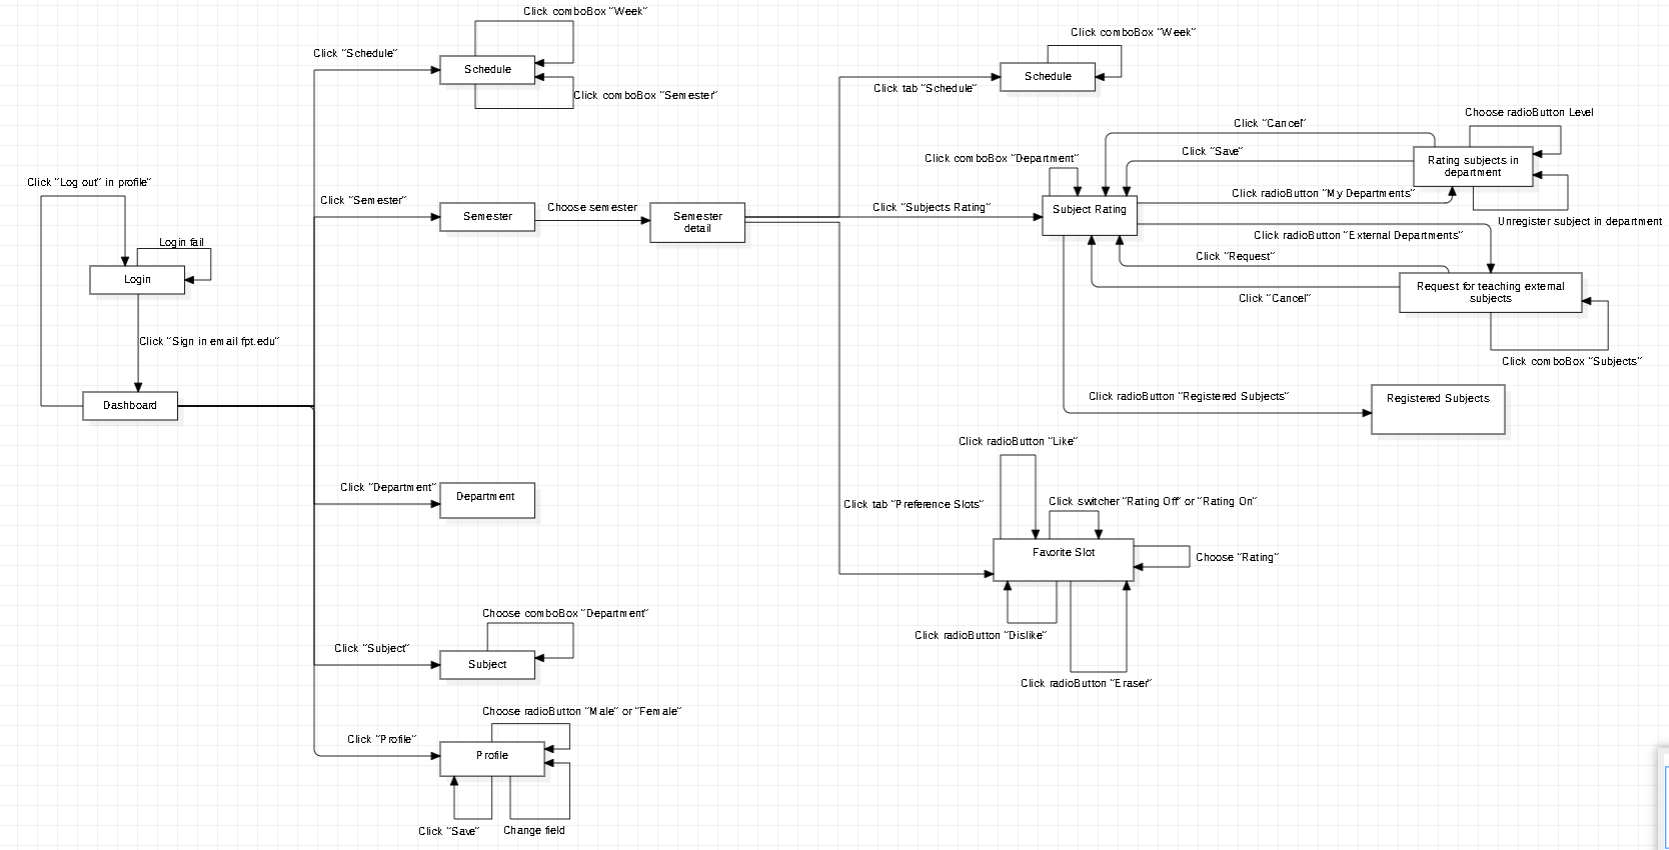 Click comboBox "Week"
Click "Schedule"
Schedule
Click comboBox "Semester"
Click comboBox "Week"
Schedule
Click tab "Schedule"
Choose radioButton Level
Click "Cancel"
Click "Save"
Rating subjects in
department
Click comboBox "Department"
Click radioButton "My Departments"
Click "Log out" in profile"
Click "Semester"
Semester
Choose semester
Semester
detail
Click "Subjects Rating"
Subject Rating
Unregister subject in department
Click radioButton "External Departments"
Login fail
Login
Click "Request"
Request for teaching external
subjects
Click "Cancel"
Click "Sign in email fpt.edu"
Click comboBox "Subjects"
Dashboard
Click radioButton "Registered Subjects"
Registered Subjects
Click radioButton "Like"
Click "Department"
Department
Click tab "Preference Slots"
Click switcher "Rating Off" or "Rating On"
Favorite Slot
Choose "Rating"
Choose comboBox "Department"
Click radioButton "Dislike"
Click "Subject"
Subject
Click radioButton "Eraser"
Choose radioButton "Male" or "Female"
Click "Profile"
Profile
Click "Save"
Change field